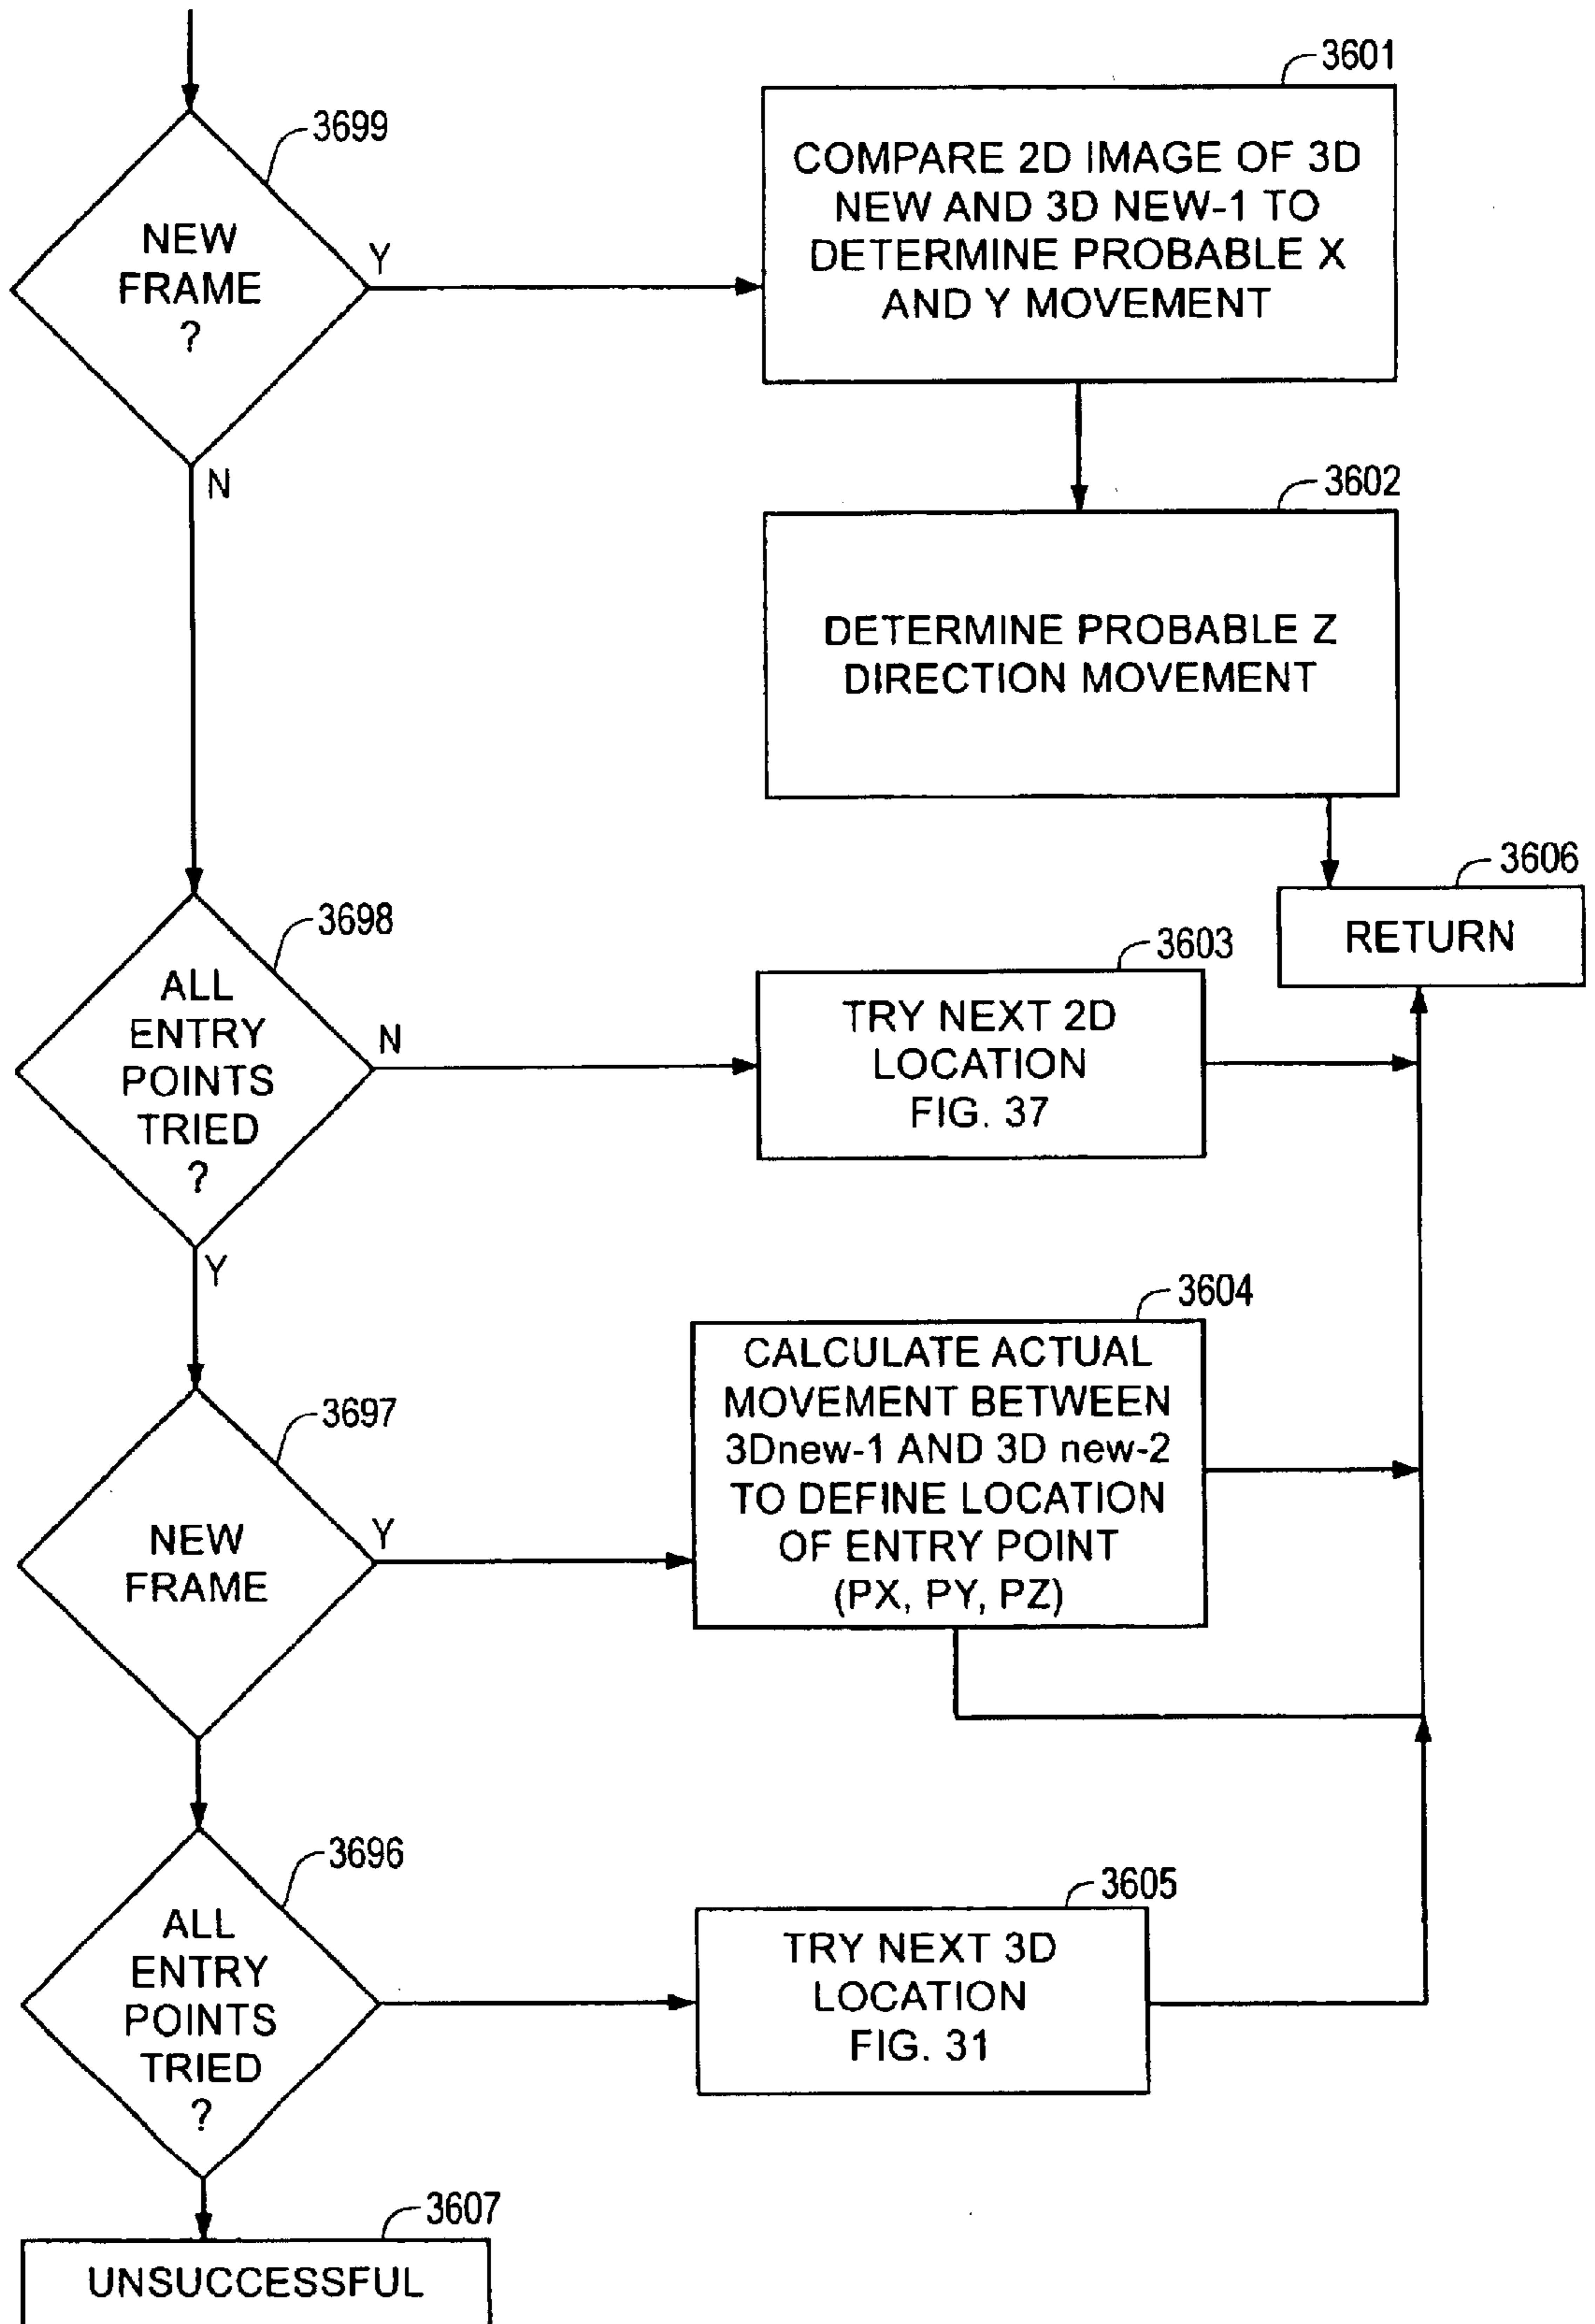 3601
COMPARE 2D IMAGE OF 3D
NEW AND 3D NEW-1 TO
DETERMINE PROBABLE X
AND Y MOVEMENT
3699
NEW
FRAME
?
Y
N
3602
DETERMINE PROBABLE Z
DIRECTION MOVEMENT
3606
RETURN
3698
ALL
ENTRY
POINTS
TRIED
?
N
Y
3603
TRY NEXT 2D
LOCATION
FIG. 37
3697
NEW
FRAME
Y
3604
CALCULATE ACTUAL
MOVEMENT BETWEEN
3Dnew-1 AND 3D new-2
TO DEFINE LOCATION
OF ENTRY POINT
(PX, PY, PZ)
3696
ALL
ENTRY
POINTS
TRIED
?
3605
TRY NEXT 3D
LOCATION
FIG. 31
3607
UNSUCCESSFUL